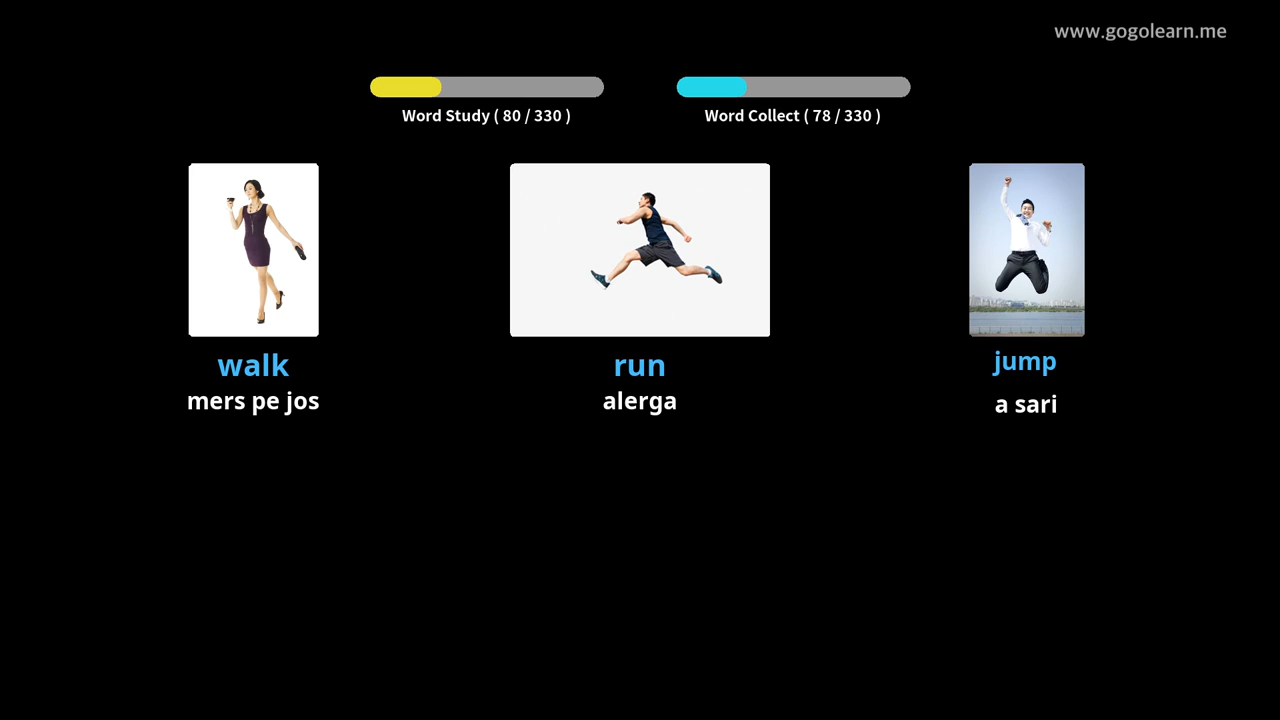 www.gogolearn.me
Word Study ( 80 / 330 )
Word Collect ( 78 / 330 )
walk
run
jump
mers pe jos
alerga
a sari